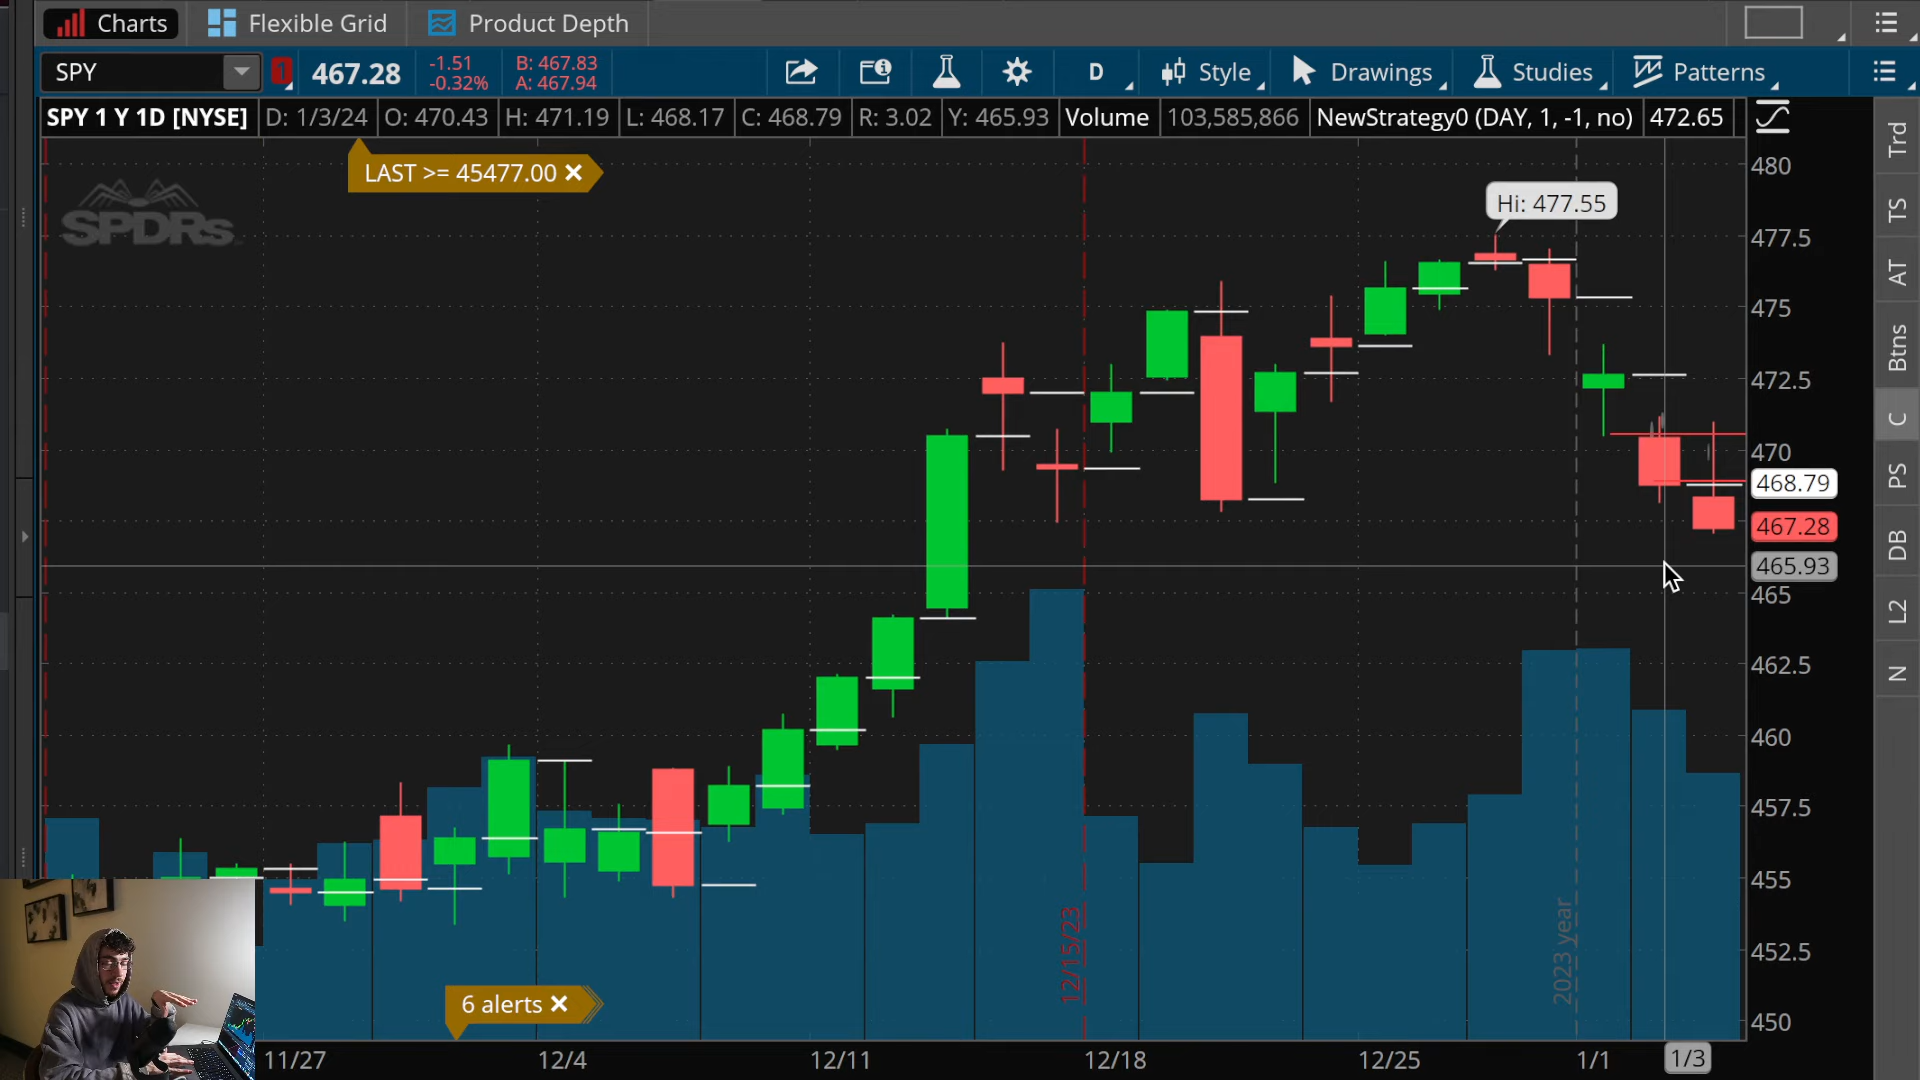 Charts Flexible Grid Product Depth
SPY 1 467.28 -1.51 B: 467.83 D Style Drawings Studies Patterns
-0.32% A: 467.94
SPY 1 Y 1D [NYSE] D: 1/3/24 O: 470.43 H: 471.19 L: 468.17 C: 468.79 R: 3.02 Y: 465.93 Volume 103,585,866 NewStrategy0 (DAY, 1, -1, no) 472.65
LAST >= 45477.00
SPDRs
Hi: 477.55
480
477.5
475
472.5
470
468.79
467.28
465.93
465
462.5
460
457.5
455
452.5
450
Trd
TS
AT
Btns
C
PS
DB
L2
N
12/15/23
2023 year
6 alerts
11/27 12/4 12/11 12/18 12/25 1/1 1/3